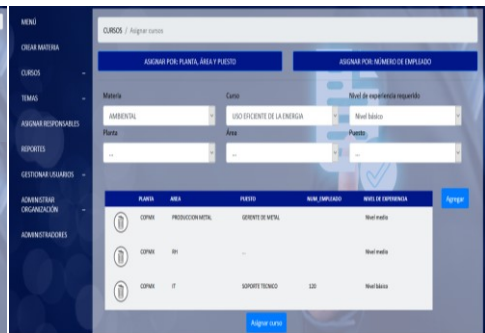 MENÚ
CREAR MATERIA
CURSOS
TEMAS
ASIGNAR RESPONSABLES
REPORTES
GESTIONAR USUARIOS
ADMINISTRAR
ORGANIZACIÓN
ADMINISTRADORES
CURSOS / Asignar cursos
ASIGNAR POR: PLANTA, ÁREA Y PUESTO
ASIGNAR POR: NÚMERO DE EMPLEADO
Materia Curso Nivel de experiencia requerido
AMBIENTAL USO EFICIENTE DE LA ENERGIA Nivel básico
Planta Área Puesto
... ... ...
PLANTA AREA PUESTO NUM_EMPLEADO NIVEL DE EXPERIENCIA
Agregar
PRODUCCION METAL GERENTE DE METAL Nivel medio
RH ... Nivel medio
IT SOPORTE TECNICO 120 Nivel básico
Asignar curso